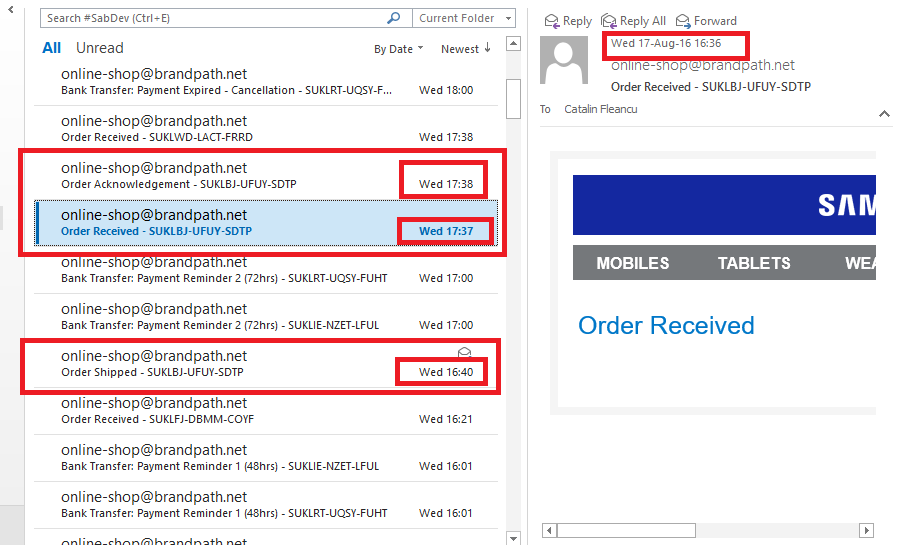 Search #SabDev (Ctrl+E)
Current Folder
All Unread
By Date Newest
online-shop@brandpath.net
Bank Transfer: Payment Expired - Cancellation - SUKLRT-UQSY-F... Wed 18:00
online-shop@brandpath.net
Order Received - SUKLWD-LACT-FRRD Wed 17:38
online-shop@brandpath.net
Order Acknowledgement - SUKLBJ-UFUY-SDTP Wed 17:38
online-shop@brandpath.net
Order Received - SUKLBJ-UFUY-SDTP Wed 17:37
online-shop@brandpath.net
Bank Transfer: Payment Reminder 2 (72hrs) - SUKLRT-UQSY-FUHT Wed 17:00
online-shop@brandpath.net
Bank Transfer: Payment Reminder 2 (72hrs) - SUKLIE-NZET-LFUL Wed 17:00
online-shop@brandpath.net
Order Shipped - SUKLBJ-UFUY-SDTP Wed 16:40
online-shop@brandpath.net
Order Received - SUKLFJ-DBMM-COYF Wed 16:21
online-shop@brandpath.net
Bank Transfer: Payment Reminder 1 (48hrs) - SUKLIE-NZET-LFUL Wed 16:01
online-shop@brandpath.net
Bank Transfer: Payment Reminder 1 (48hrs) - SUKLRT-UQSY-FUHT Wed 16:01
online-shop@brandpath.net
Reply Reply All Forward
Wed 17-Aug-16 16:36
online-shop@brandpath.net
Order Received - SUKLBJ-UFUY-SDTP
To Catalin Fleancu
SAM
MOBILES TABLETS WEA
Order Received